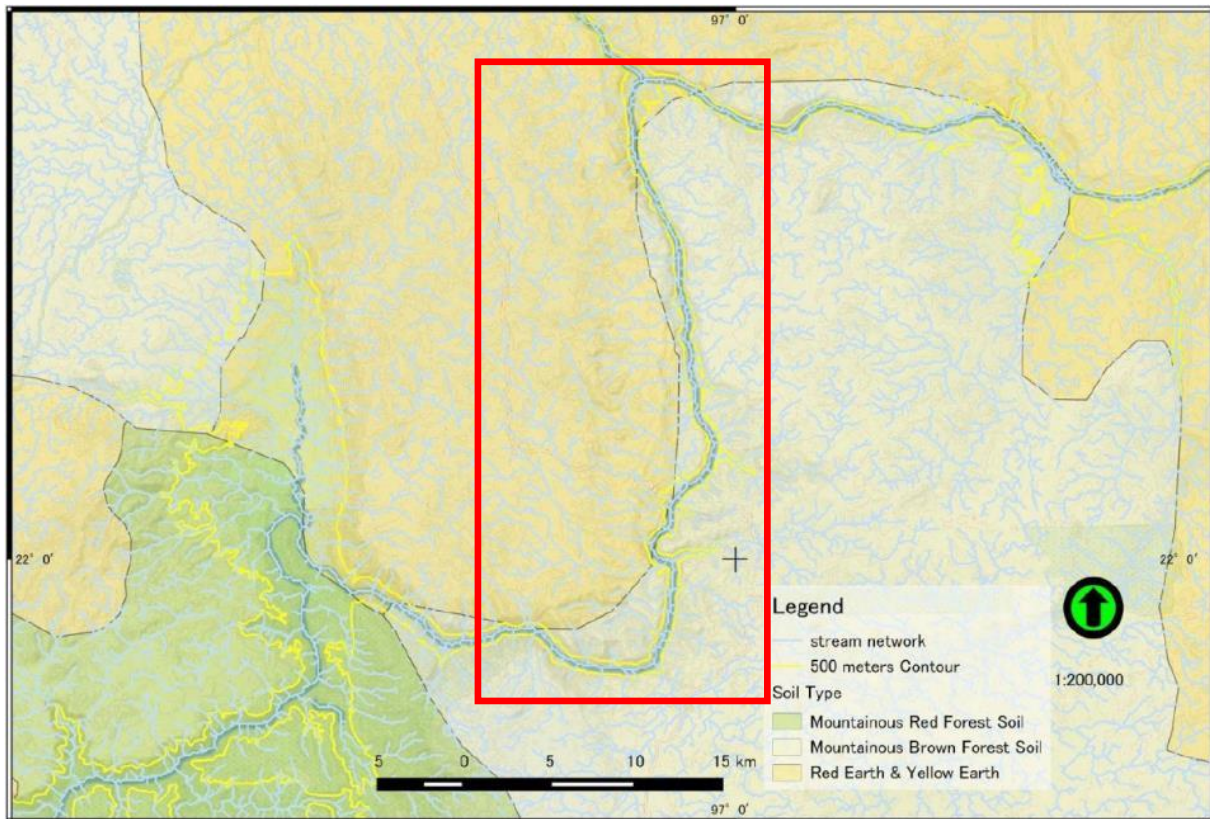 97° 0'
22° 0'
22° 0'
Legend
stream network
500 meters Contour
Soil Type
Mountainous Red Forest Soil
Mountainous Brown Forest Soil
Red Earth & Yellow Earth
1:200,000
5 0 5 10 15 km
97° 0'